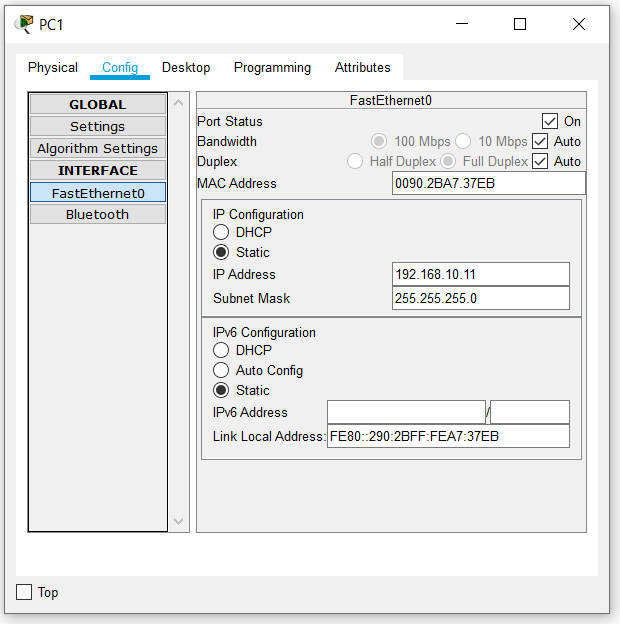 PC1
Physical Config Desktop Programming Attributes
GLOBAL
Settings
Algorithm Settings
INTERFACE
FastEthernet0
Bluetooth
FastEthernet0
Port Status On
Bandwidth 100 Mbps 10 Mbps Auto
Duplex Half Duplex Full Duplex Auto
MAC Address 0090.2BA7.37EB
IP Configuration
DHCP
Static
IP Address 192.168.10.11
Subnet Mask 255.255.255.0
IPv6 Configuration
DHCP
Auto Config
Static
IPv6 Address /
Link Local Address: FE80::290:2BFF:FEA7:37EB
Top